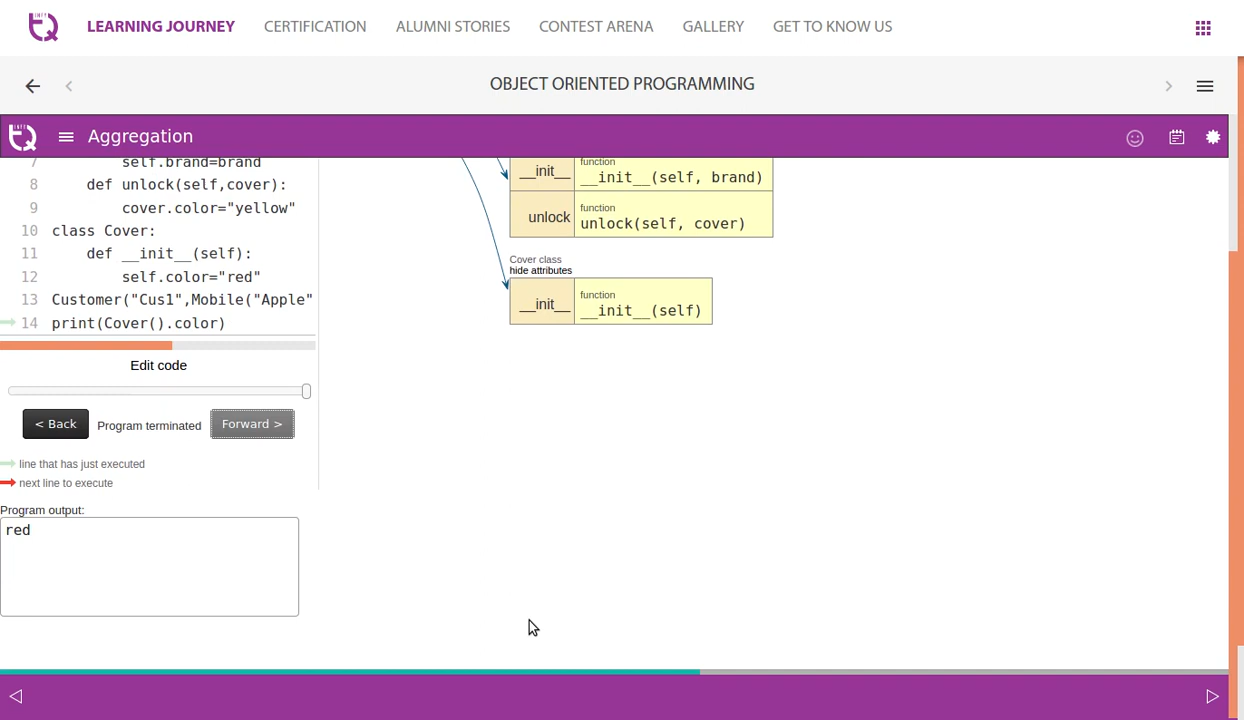 LEARNING JOURNEY CERTIFICATION ALUMNI STORIES CONTEST ARENA GALLERY GET TO KNOW US
OBJECT ORIENTED PROGRAMMING
Aggregation
7 self.brand=brand
8 def unlock(self,cover):
9 cover.color="yellow"
10 class Cover:
11 def __init__(self):
12 self.color="red"
13 Customer("Cus1",Mobile("Apple"
14 print(Cover().color)
Edit code
< Back Program terminated Forward >
line that has just executed
next line to execute
Program output:
red
function
__init__ __init__(self, brand)
function
unlock unlock(self, cover)
Cover class
hide attributes
function
__init__ __init__(self)